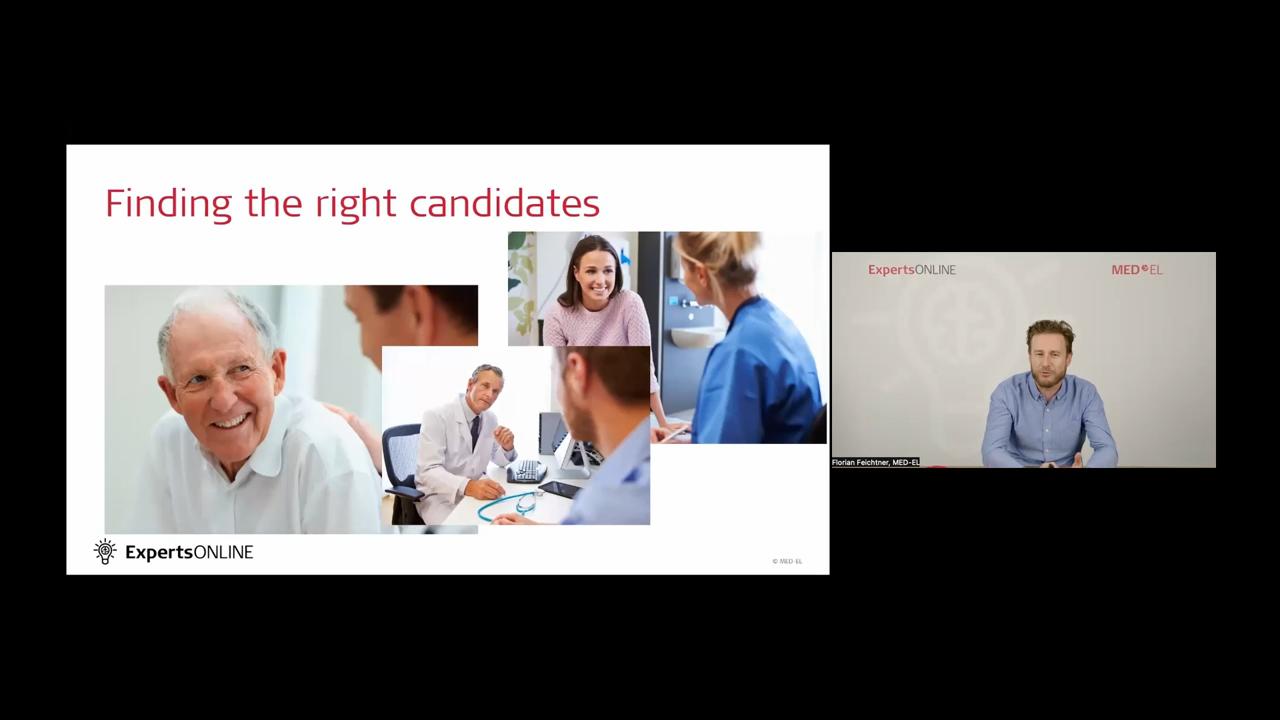 Finding the right candidates
ExpertsONLINE
© MED-EL
ExpertsONLINE
MED EL
Florian Feichtner, MED-EL